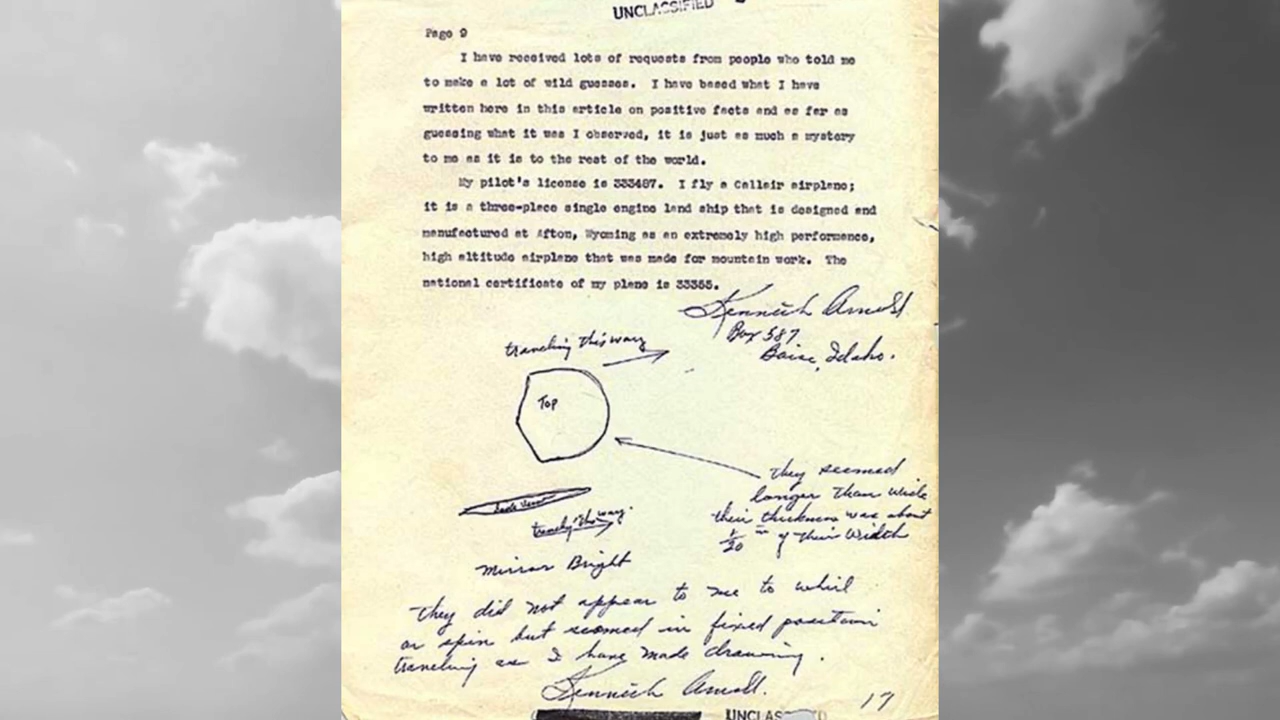 UNCLASSIFIED
Page 9
I have received lots of requests from people who told me
to make a lot of wild guesses. I have based what I have
written here in this article on positive facts and as far as
guessing what it was I observed, it is just as much a mystery
to me as it is to the rest of the world.
My pilot's license is 333487. I fly a Callair airplane;
it is a three-place single engine land ship that is designed and
manufactured at Afton, Wyoming as an extremely high performance,
high altitude airplane that was made for mountain work. The
national certificate of my plane is 33355.
Kenneth Arnold
Box 587
Boise, Idaho.
traveling this way
Top
they seemed
longer than wide
their thickness was about
1/20 th of their width
side view
traveling this way.
Mirror Bright
They did not appear to me to whirl
or spin but seemed in fixed position
traveling as I have made drawing.
Kenneth Arnold.
17
UNCLASSIFIED